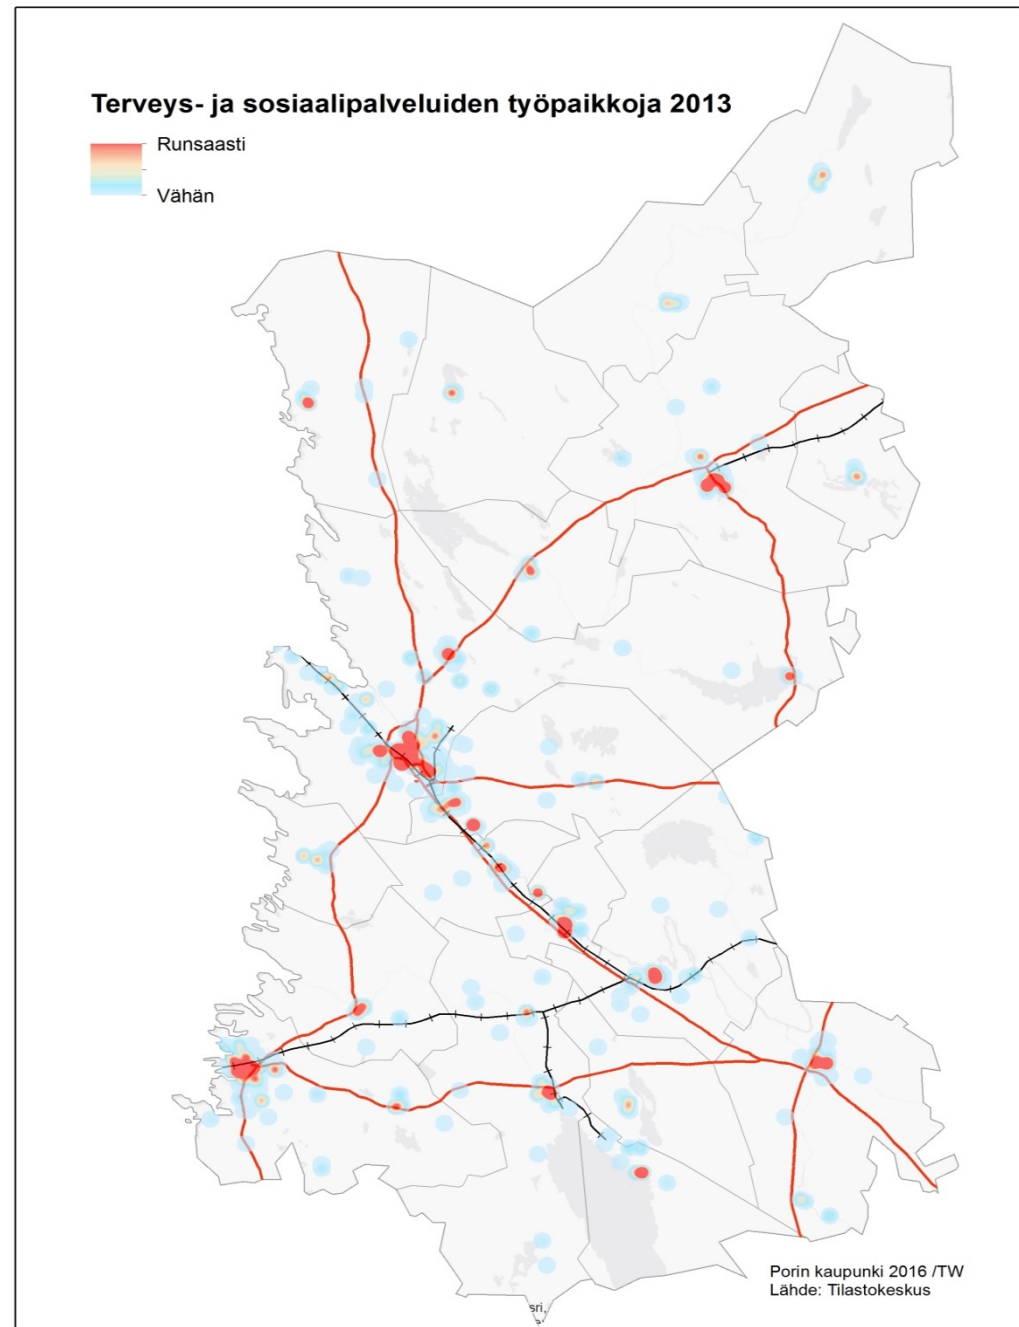 Terveys- ja sosiaalipalveluiden työpaikkoja 2013
Runsaasti
Vähän
Porin kaupunki 2016 /TW
Lähde: Tilastokeskus